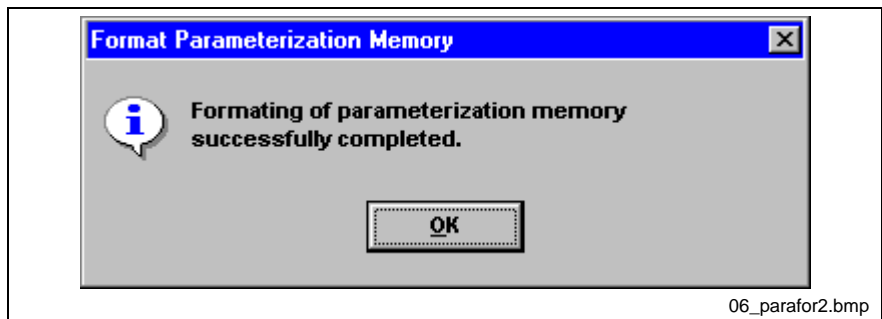 Format Parameterization Memory
Formating of parameterization memory
successfully completed.
OK
06_parafor2.bmp